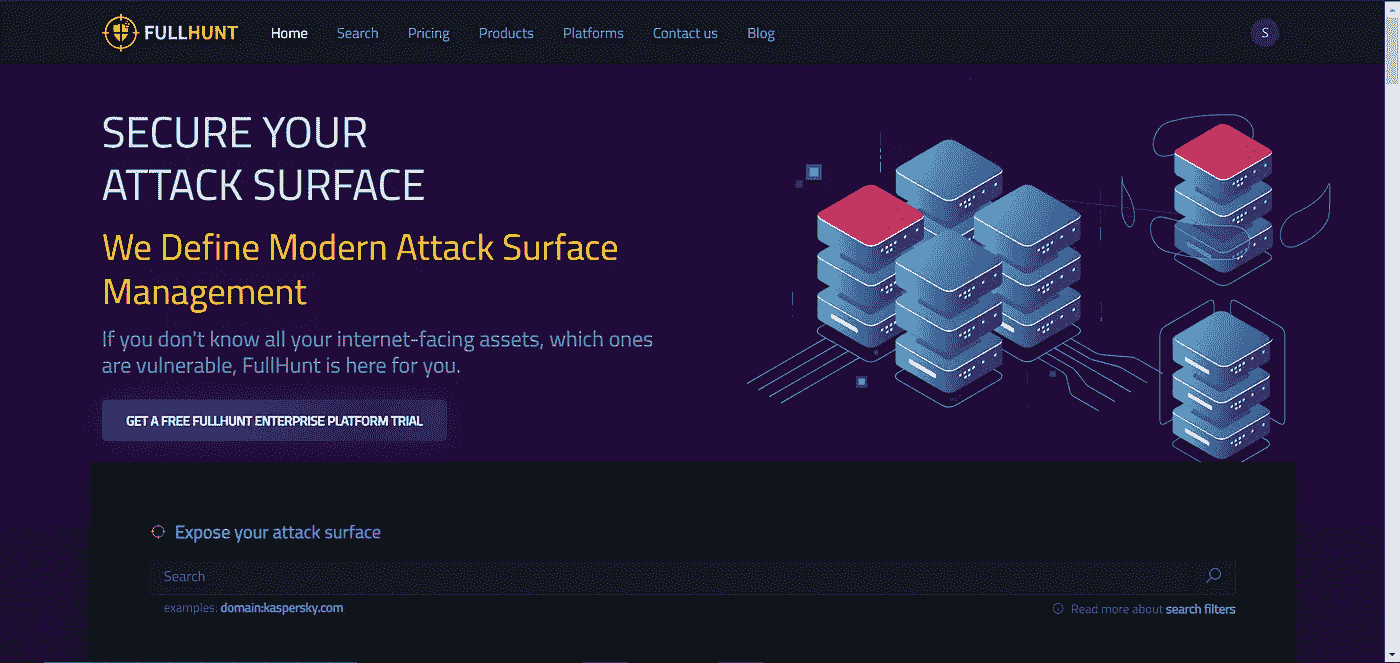 FULLHUNT Home Search Pricing Products Platforms Contact us Blog S
SECURE YOUR
ATTACK SURFACE
We Define Modern Attack Surface
Management
If you don't know all your internet-facing assets, which ones
are vulnerable, FullHunt is here for you.
GET A FREE FULLHUNT ENTERPRISE PLATFORM TRIAL
Expose your attack surface
Search
examples: domain:kaspersky.com Read more about search filters